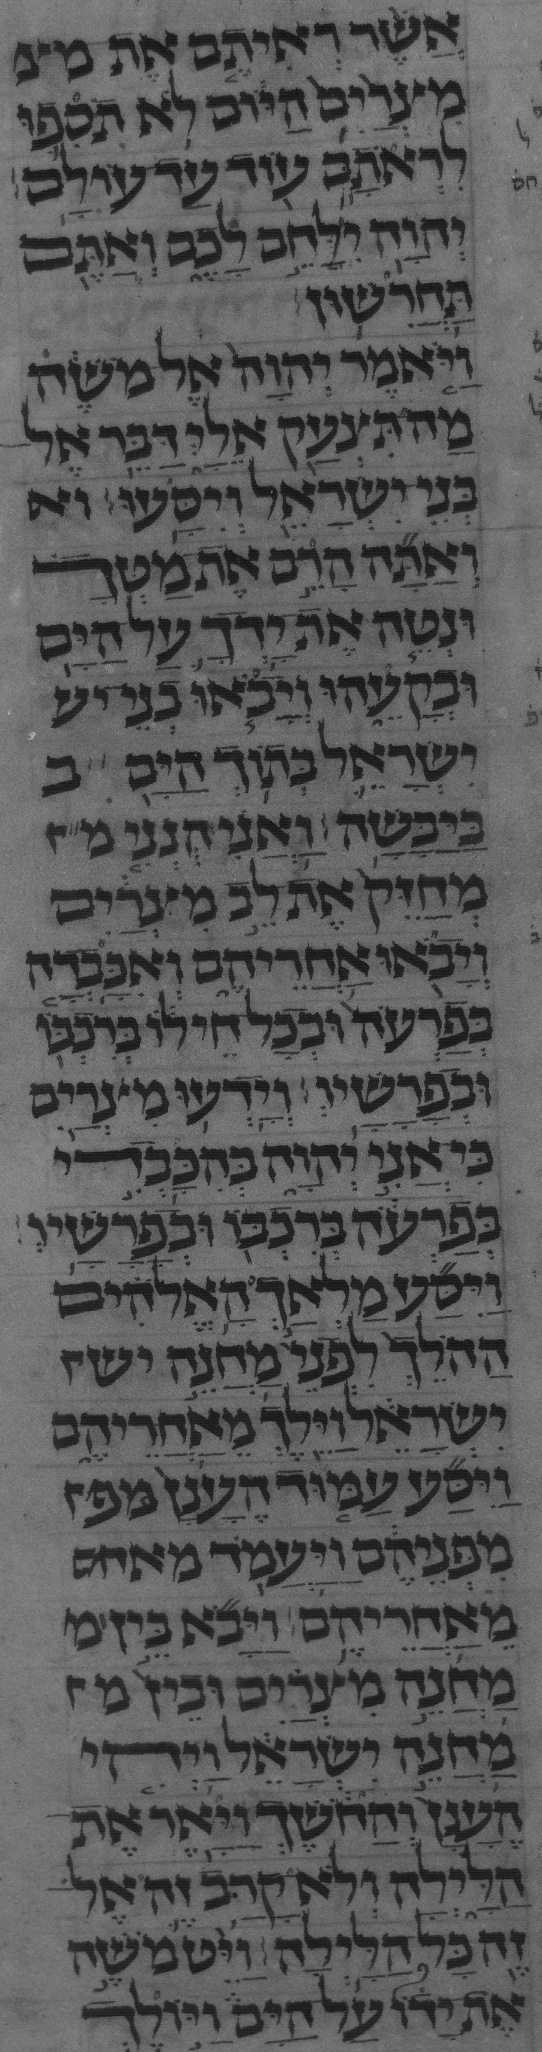 אשר ראיתם את מצ
מצרים היום לא תספו
לראתם עוד עד עולם
יהוה ילחם לכם ואתם
תחרשון
ויאמר יהוה אל משה
מה תצעק אלי דבר אל
בני ישראל ויסעו וא
ואתה הרם את מטך
ונטה את ידך על הים
ובקעהו ויבאו בני יש
ישראל בתוך הים ב
ביבשה ואני הנני מ
מחזק את לב מצרים
ויבאו אחריהם ואכבדה
בפרעה ובכל חילו ברכבו
ובפרשיו וידעו מצרים
כי אני יהוה בהכבדי
בפרעה ברכבו ובפרשיו
ויסע מלאך האלהים
ההלך לפני מחנה יש
ישראל וילך מאחריהם
ויסע עמוד הענן מפ
מפניהם ויעמד מאחר
מאחריהם ויבא בין מ
מחנה מצרים ובין מ
מחנה ישראל ויהי
הענן והחשך ויאר את
הלילה ולא קרב זה אל
זה כל הלילה ויט משה
את ידו על הים ויולך